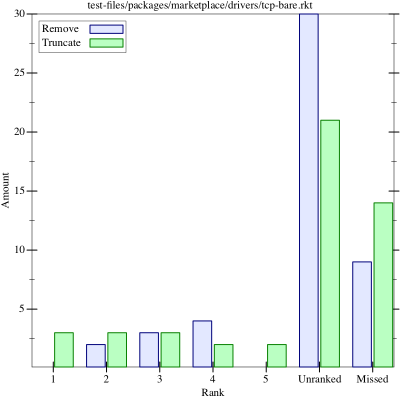 test-files/packages/marketplace/drivers/tcp-bare.rkt
Remove
Truncate
30
25
20
15
10
5
Amount
1 2 3 4 5 Unranked Missed
Rank